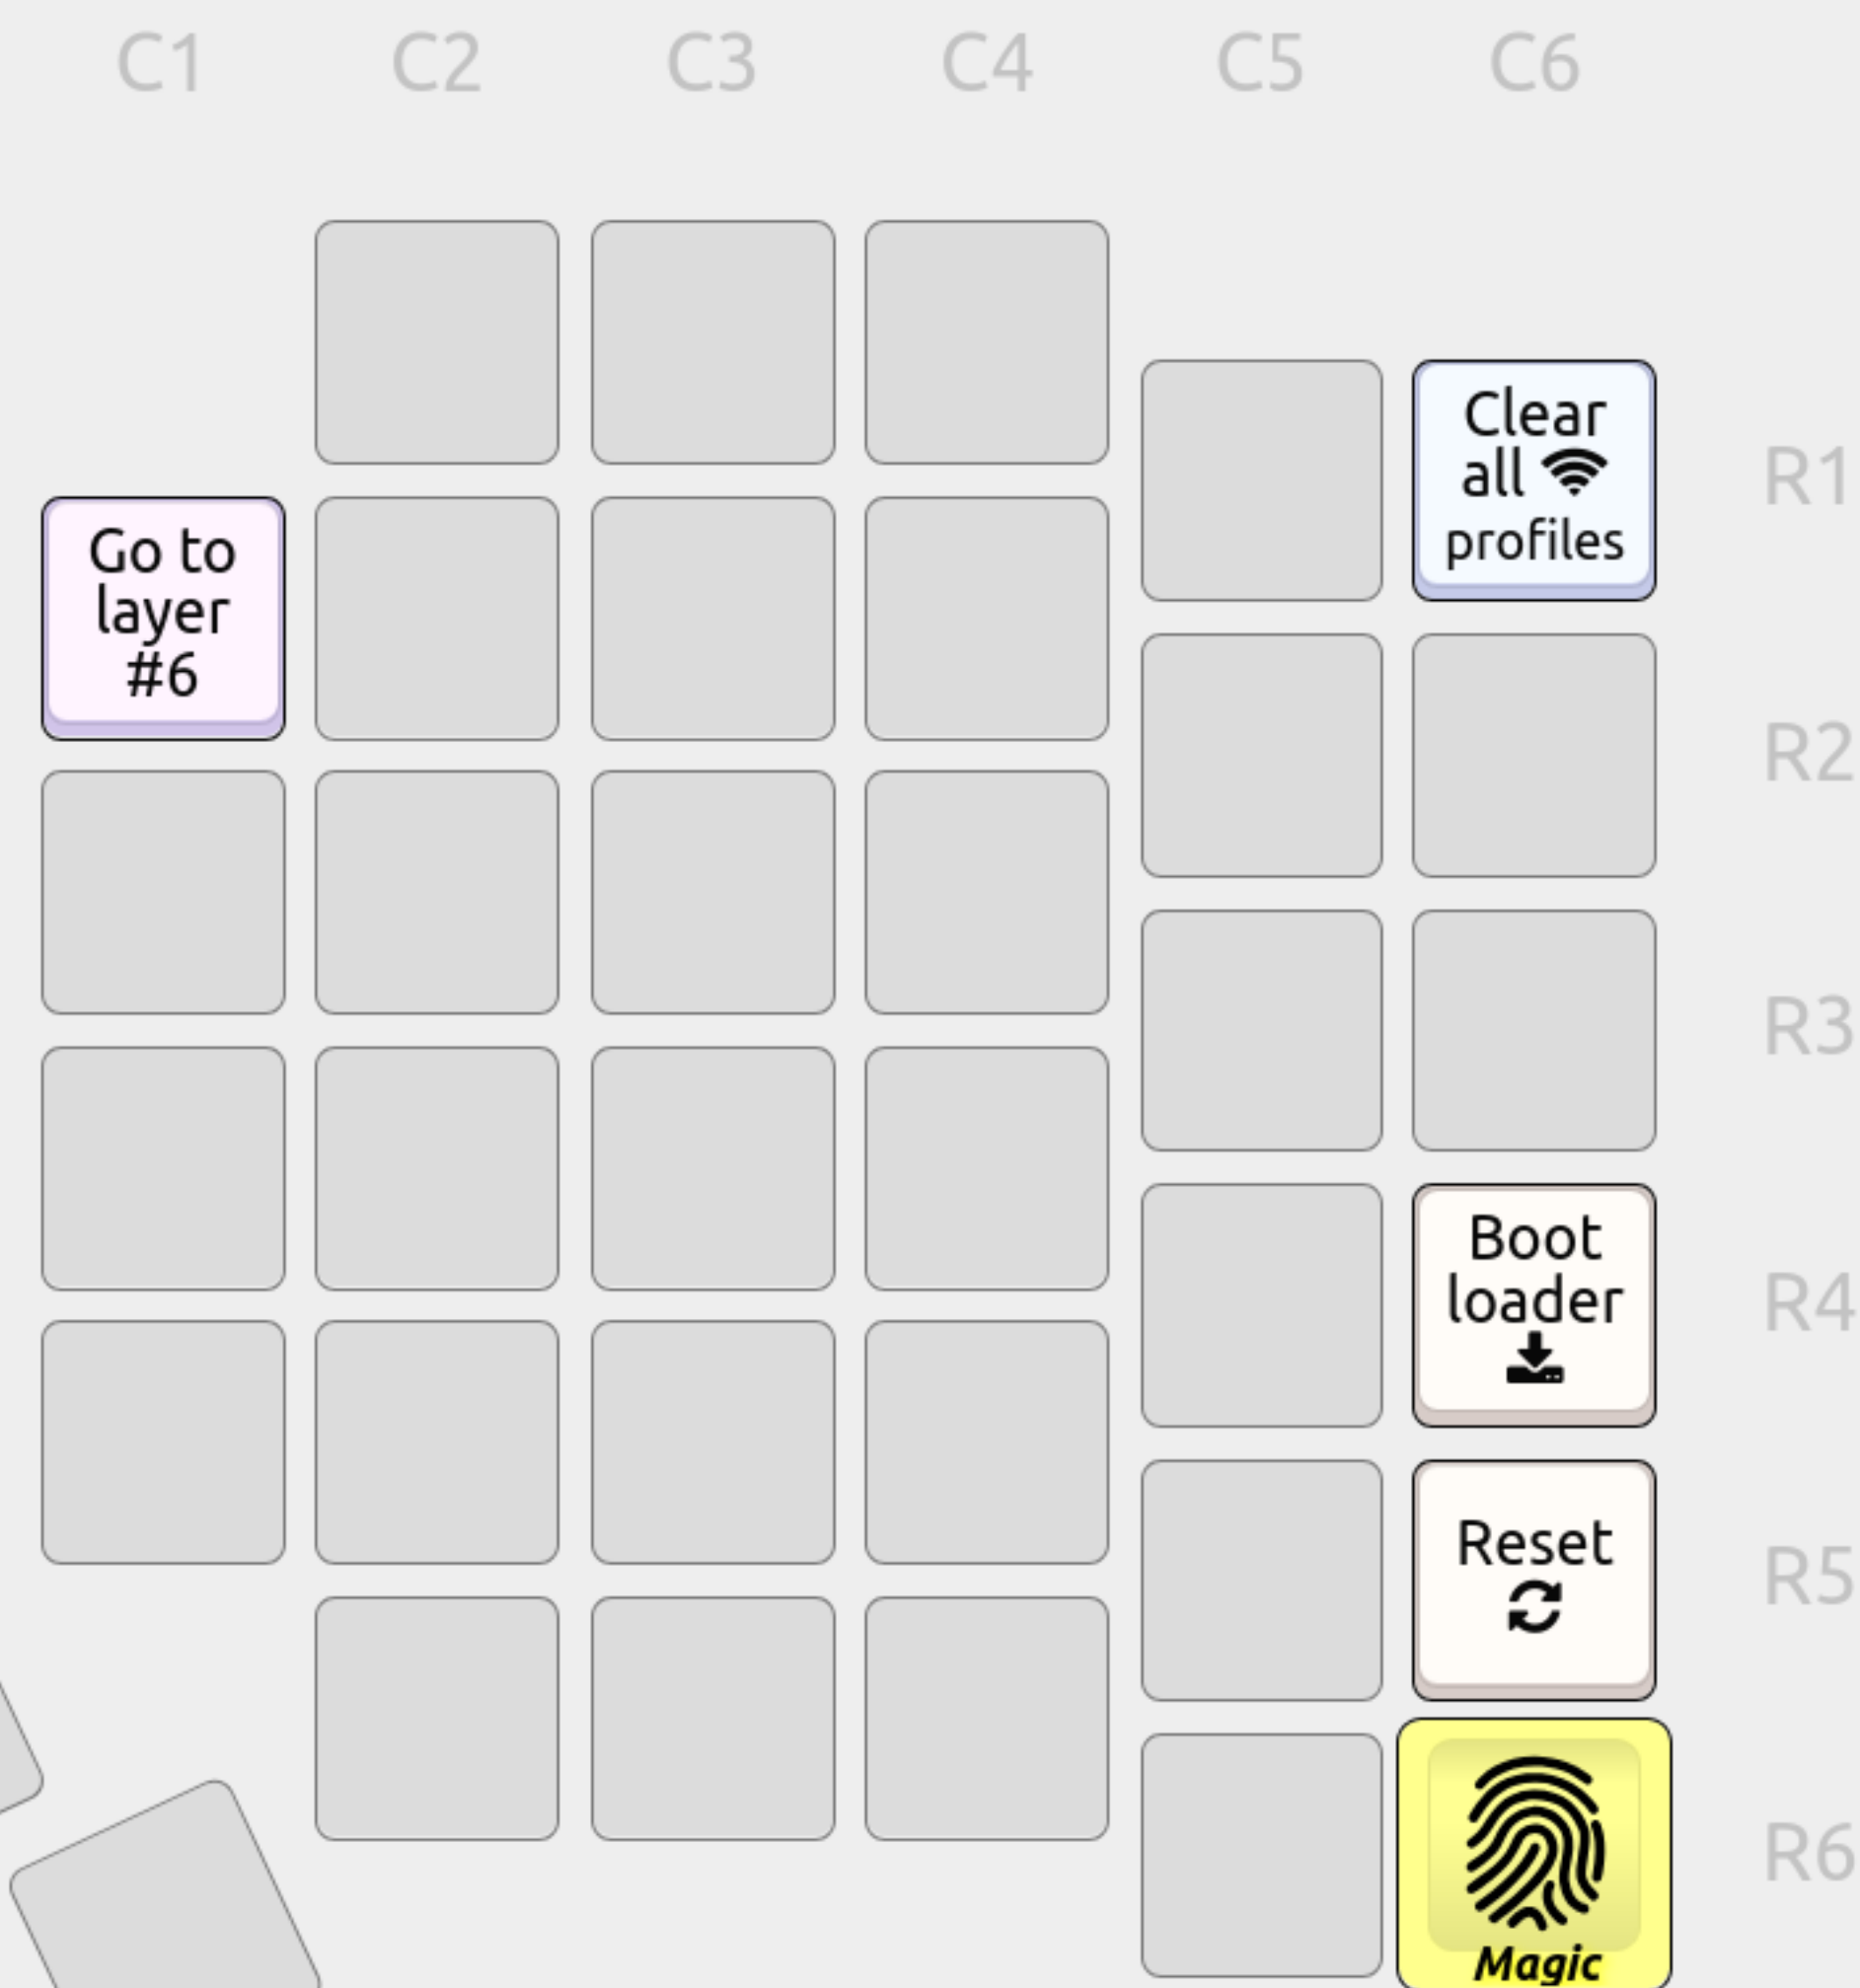 C1 C2 C3 C4 C5 C6
Clear
all
profiles
R1
Go to
layer
#6
R2
R3
Boot
loader
R4
Reset
R5
R6
Magic